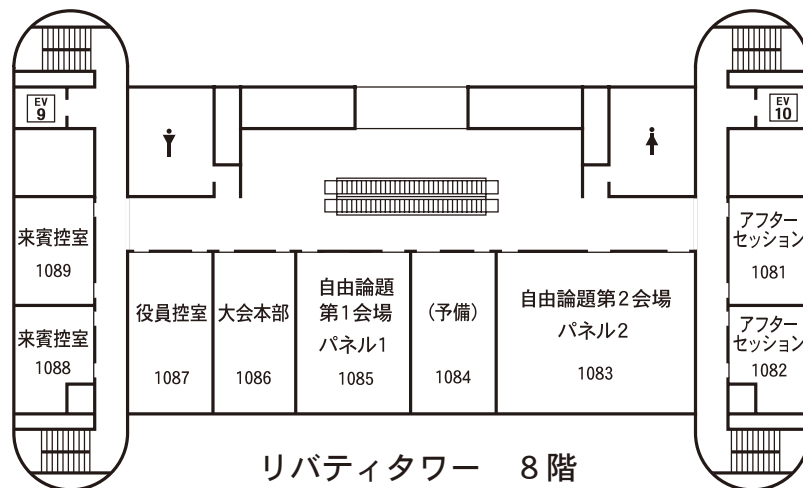 EV
9
EV
10
来賓控室
1089
アフター
セッション
1081
来賓控室
1088
役員控室
1087
大会本部
1086
自由論題
第1会場
パネル1
1085
(予備)
1084
自由論題第2会場
パネル2
1083
アフター
セッション
1082
リバティタワー 8階